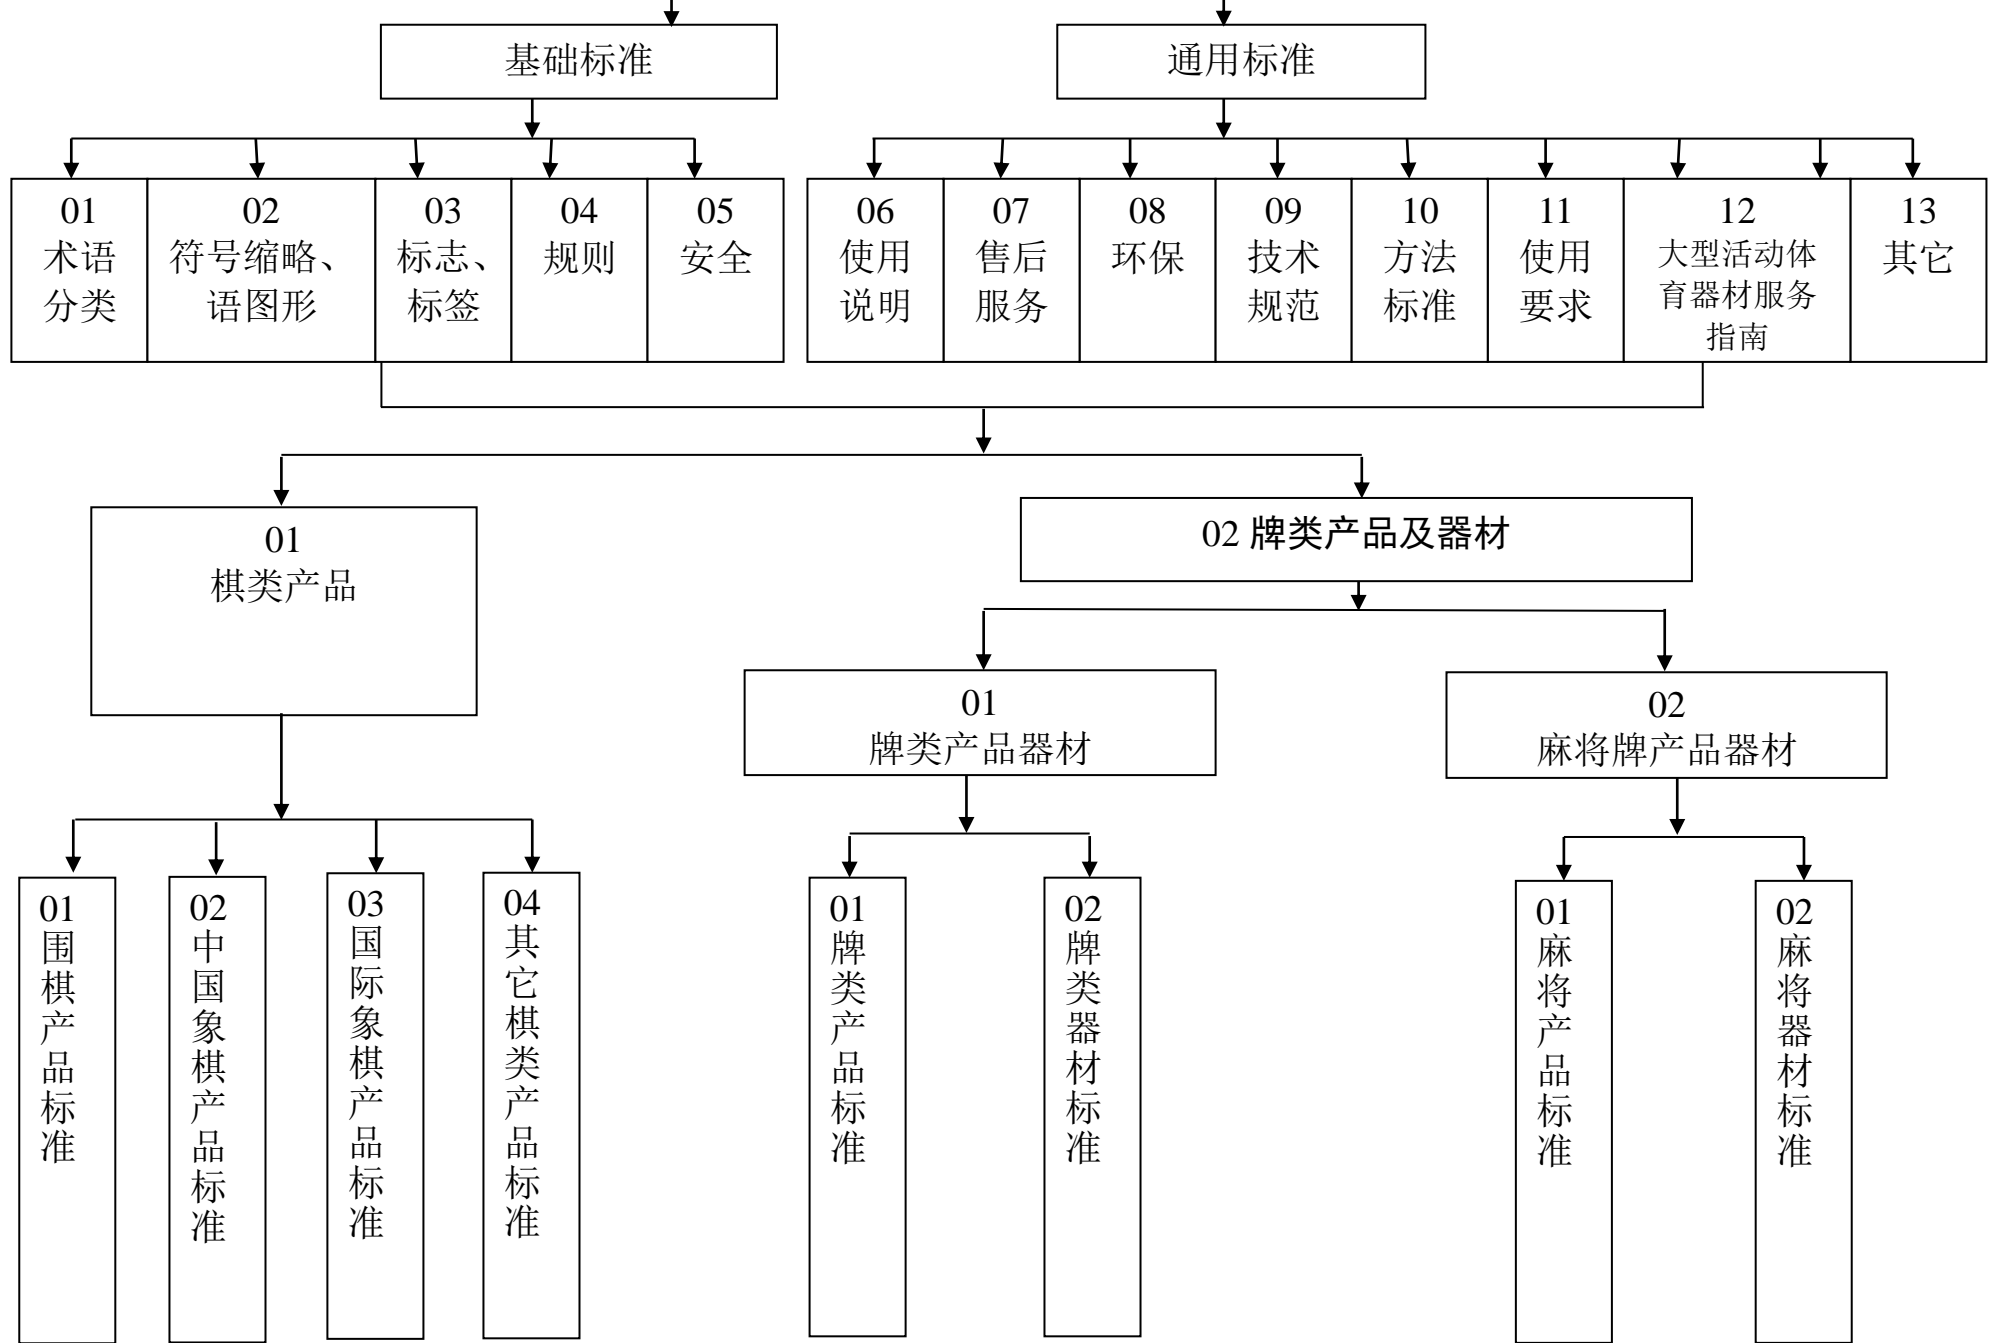 基础标准
通用标准
01
术语
分类
02
符号缩略、
语图形
03
标志、
标签
04
规则
05
安全
06
使用
说明
07
售后
服务
08
环保
09
技术
规范
10
方法
标准
11
使用
要求
12
大型活动体
育器材服务
指南
13
其它
01
棋类产品
02 牌类产品及器材
01
牌类产品器材
02
麻将牌产品器材
01
围棋产品标准
02
中国象棋产品标准
03
国际象棋产品标准
04
其它棋类产品标准
01
牌类产品标准
02
牌类器材标准
01
麻将产品标准
02
麻将器材标准